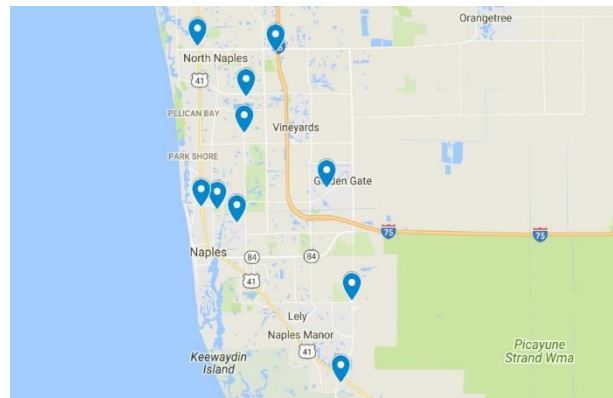 Orangetree
North Naples
41
PELICAN BAY
Vineyards
PARK SHORE
Golden Gate
75
75
Naples
84
84
41
Lely
Naples Manor
41
Keewaydin
Island
Picayune
Strand Wma